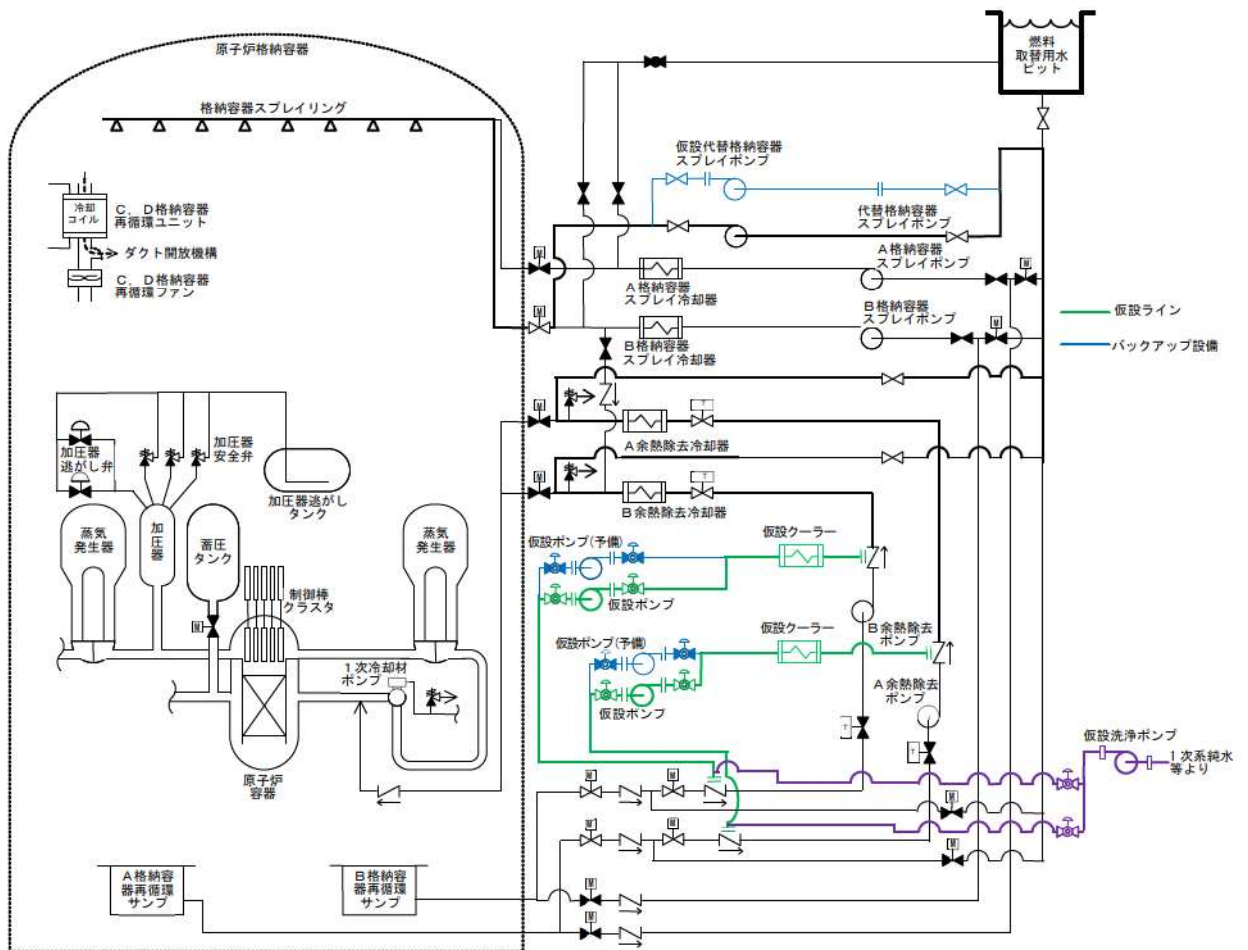 原子炉格納容器
格納容器スプレイリング
燃料
取替用水
ピット
仮設代替格納容器
スプレイポンプ
冷却
コイル
C，D格納容器
再循環ユニット
ダクト開放機構
C，D格納容器
再循環ファン
代替格納容器
スプレイポンプ
A格納容器
スプレイポンプ
M
M
A格納容器
スプレイ冷却器
B格納容器
スプレイポンプ
M
M
B格納容器
スプレイ冷却器
仮設ライン
バックアップ設備
M
T
A余熱除去冷却器
M
T
B余熱除去冷却器
加圧器
逃がし弁
加圧器
安全弁
加圧器逃がし
タンク
蒸気
発生器
加圧器
蓄圧
タンク
蒸気
発生器
制御棒
クラスタ
M
1次冷却材
ポンプ
原子炉
容器
仮設ポンプ(予備)
仮設クーラー
仮設ポンプ
B余熱除去
ポンプ
仮設ポンプ(予備)
仮設クーラー
仮設ポンプ
A余熱除去
ポンプ
T
T
仮設洗浄ポンプ
1次系純水
等より
M
M
M
M
M
M
A格納容
器再循環
サンプ
B格納容
器再循環
サンプ
M
M